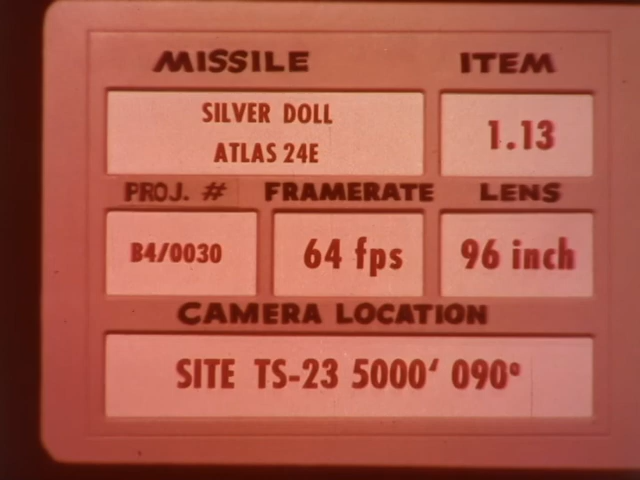 MISSILE
ITEM
SILVER DOLL
ATLAS 24E
1.13
PROJ. # FRAMERATE LENS
B4/0030 64 fps 96 inch
CAMERA LOCATION
SITE TS-23 5000' 090°